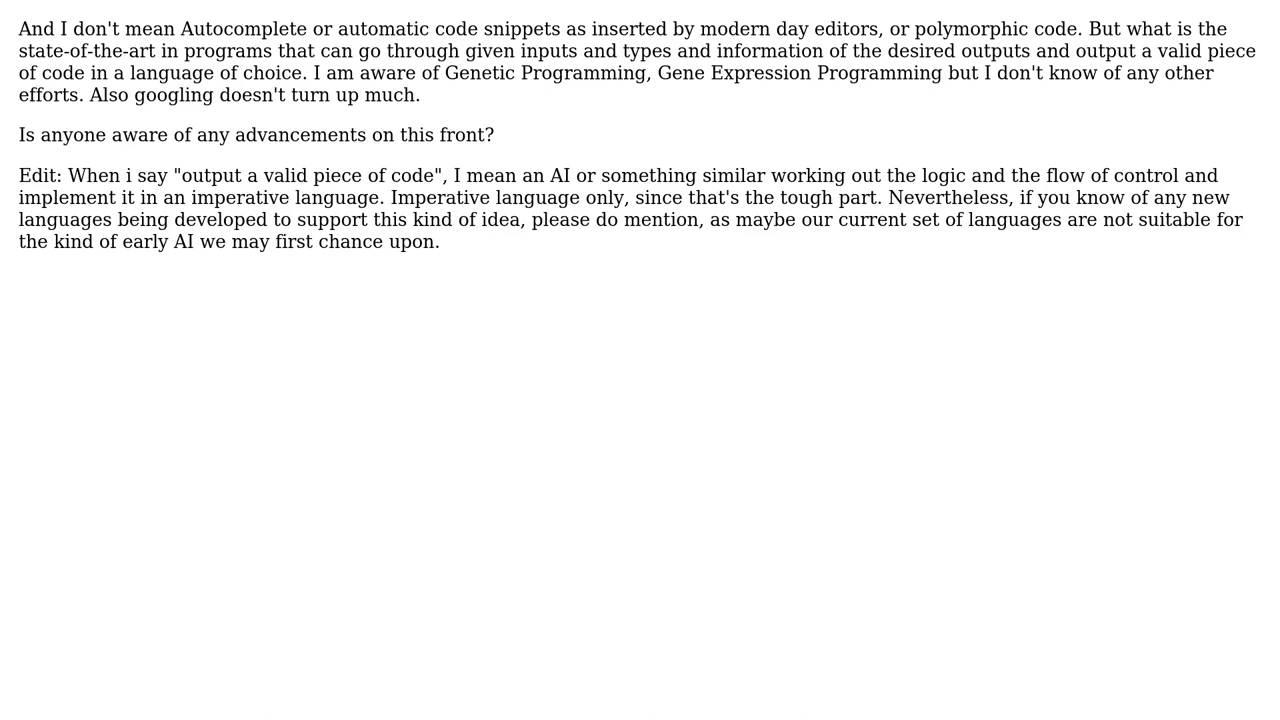 And I don't mean Autocomplete or automatic code snippets as inserted by modern day editors, or polymorphic code. But what is the
state-of-the-art in programs that can go through given inputs and types and information of the desired outputs and output a valid piece
of code in a language of choice. I am aware of Genetic Programming, Gene Expression Programming but I don't know of any other
efforts. Also googling doesn't turn up much.
Is anyone aware of any advancements on this front?
Edit: When i say "output a valid piece of code", I mean an AI or something similar working out the logic and the flow of control and
implement it in an imperative language. Imperative language only, since that's the tough part. Nevertheless, if you know of any new
languages being developed to support this kind of idea, please do mention, as maybe our current set of languages are not suitable for
the kind of early AI we may first chance upon.